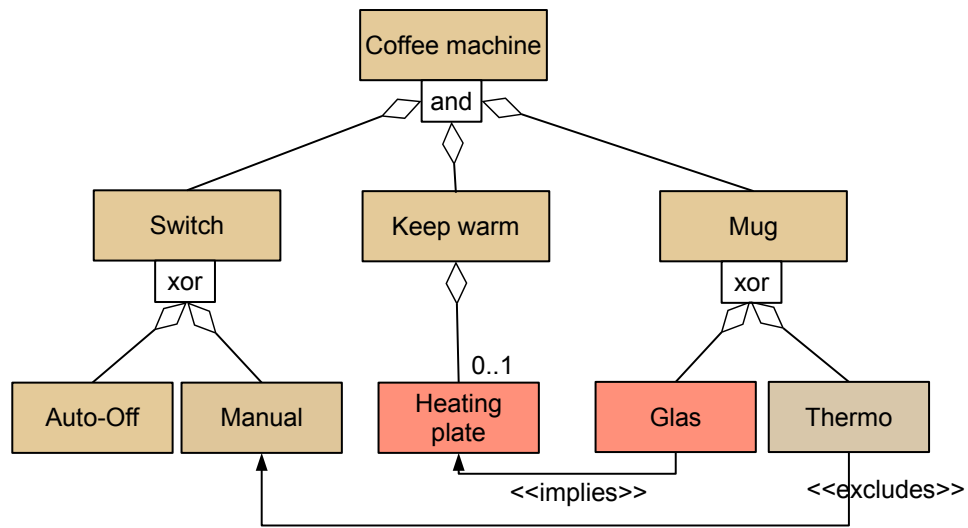 Coffee machine
and
Switch
Keep warm
Mug
xor
xor
0..1
Auto-Off
Manual
Heating
plate
Glas
Thermo
<<implies>>
<<excludes>>